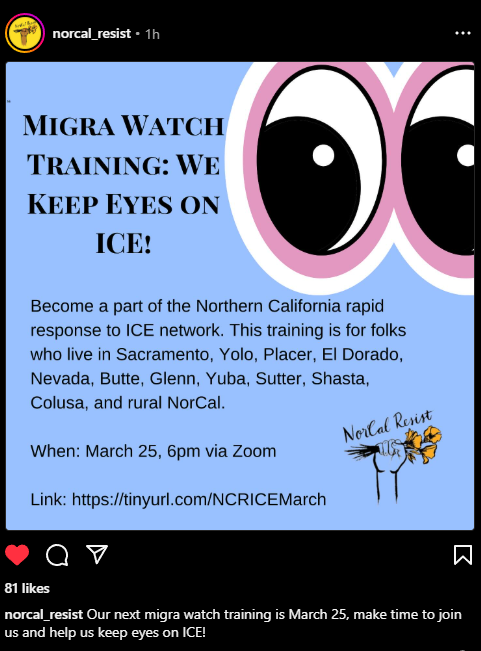 norcal_resist • 1h
MIGRA WATCH
TRAINING: WE
KEEP EYES ON
ICE!
Become a part of the Northern California rapid
response to ICE network. This training is for folks
who live in Sacramento, Yolo, Placer, El Dorado,
Nevada, Butte, Glenn, Yuba, Sutter, Shasta,
Colusa, and rural NorCal.
NorCal Resist
When: March 25, 6pm via Zoom
Link: https://tinyurl.com/NCRICEMarch
81 likes
norcal_resist Our next migra watch training is March 25, make time to join
us and help us keep eyes on ICE!